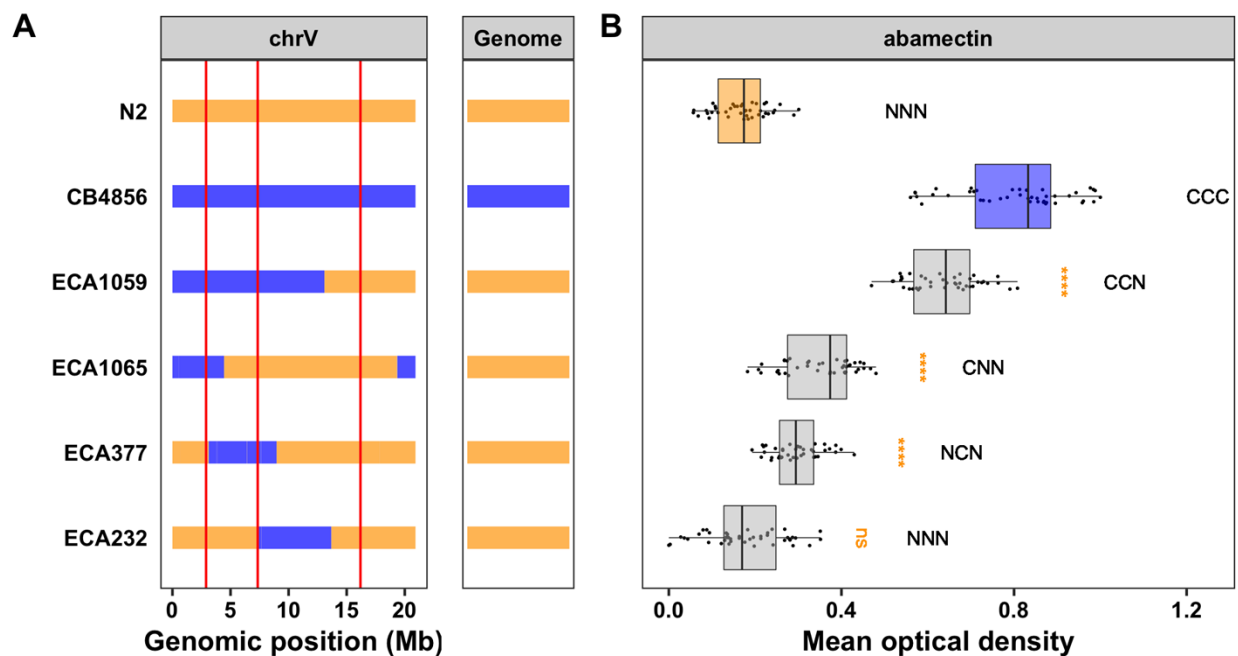 A
chrV
Genome
B
abamectin
N2
NNN
CB4856
CCC
ECA1059
****
CCN
ECA1065
****
CNN
ECA377
****
NCN
ECA232
ns
NNN
0 5 10 15 20
0.0 0.4 0.8 1.2
Genomic position (Mb)
Mean optical density